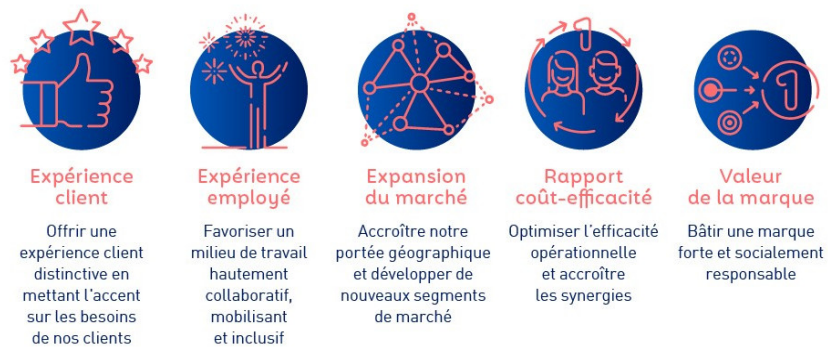 Expérience
client
Offrir une
expérience client
distinctive en
mettant l'accent
sur les besoins
de nos clients
Expérience
employé
Favoriser un
milieu de travail
hautement
collaboratif,
mobilisant
et inclusif
Expansion
du marché
Accroître notre
portée géographique
et développer de
nouveaux segments
de marché
1
Rapport
coût-efficacité
Optimiser l'efficacité
opérationnelle
et accroître
les synergies
1
Valeur
de la marque
Bâtir une marque
forte et socialement
responsable